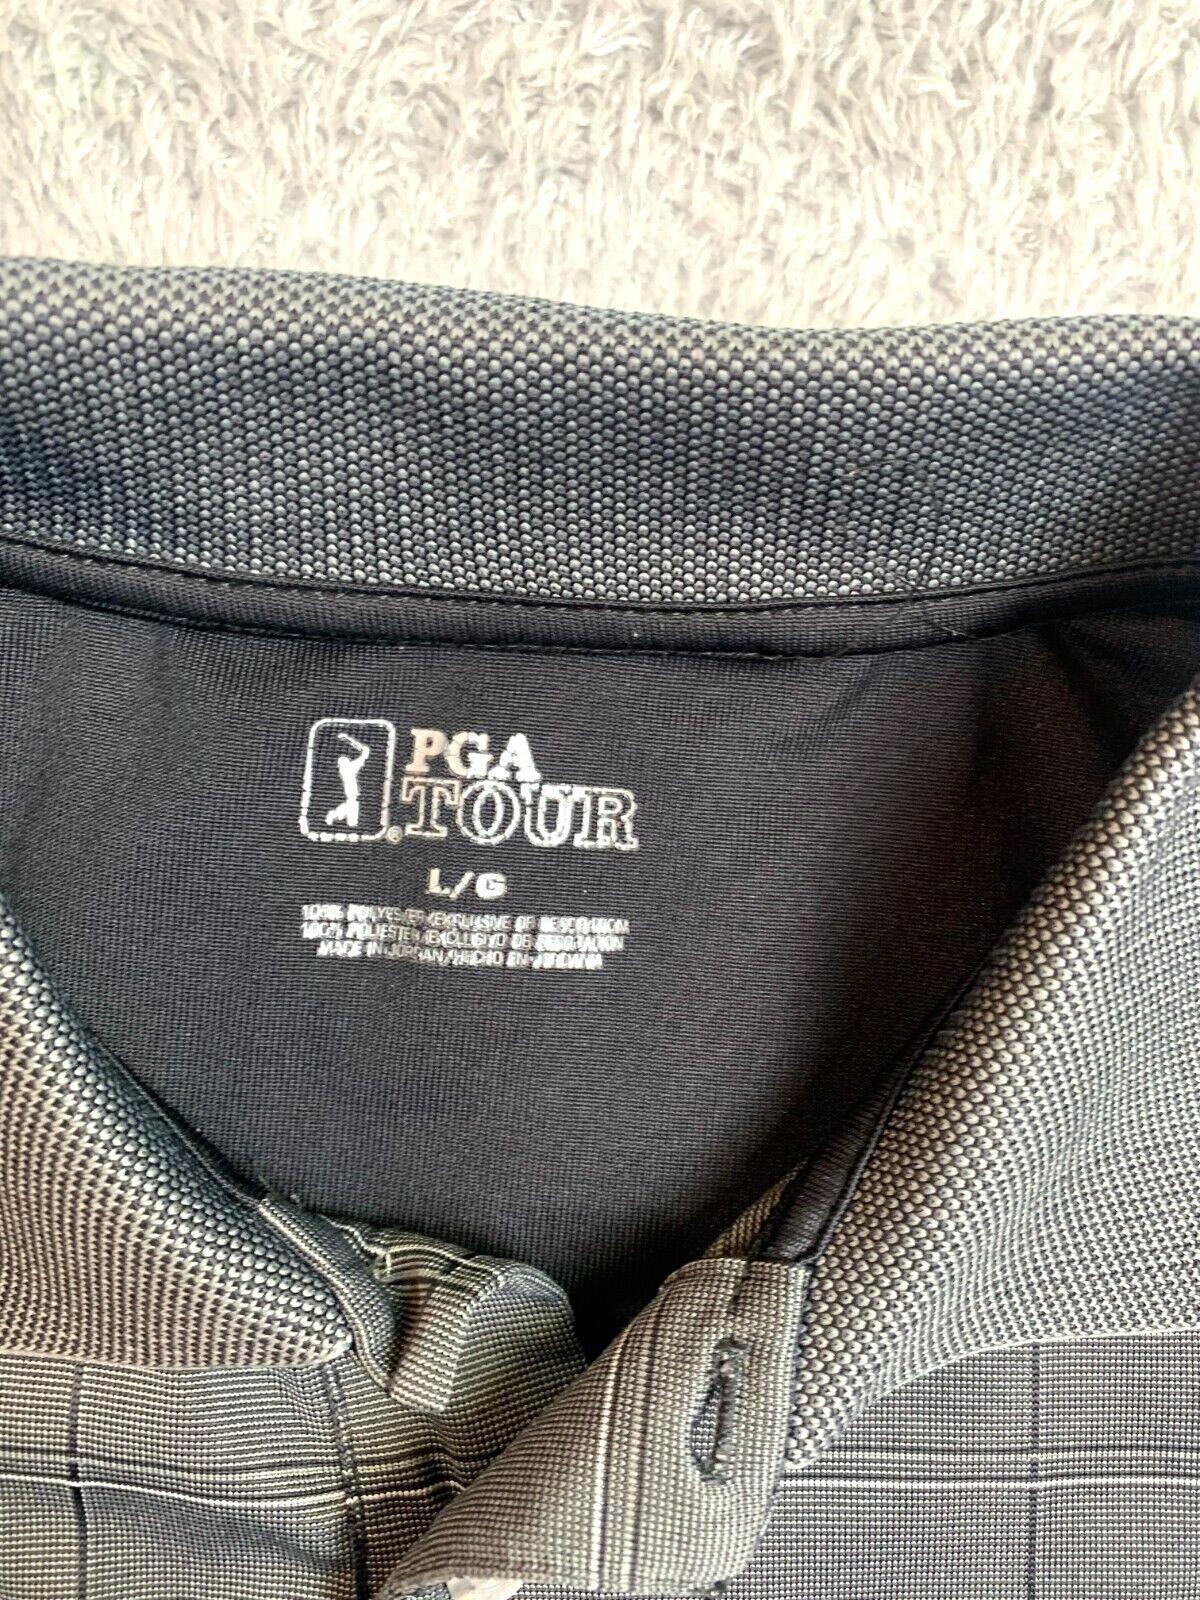 PGA
TOUR®
L/G
100% POLYESTER/EXCLUSIVE OF DECORATION
100% POLIESTER/EXCLUSIVO DE DECORACION
MADE IN JORDAN/HECHO EN JORDANIA